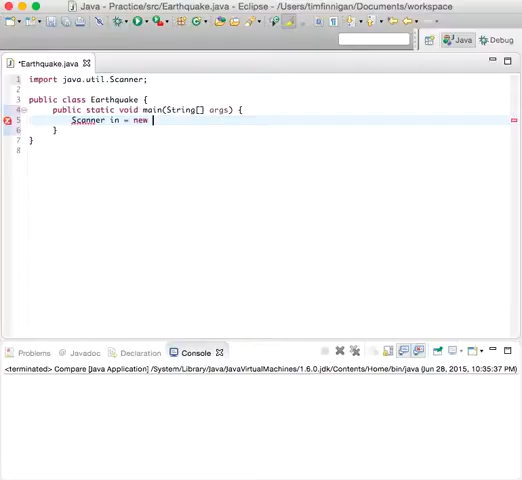 Java - Practice/src/Earthquake.java - Eclipse - /Users/timfinnigan/Documents/workspace
Java Debug
*Earthquake.java
1 import java.util.Scanner;
2
3 public class Earthquake {
4 public static void main(String[] args) {
5 Scanner in = new
6 }
7 }
8
Problems @ Javadoc Declaration Console
<terminated> Compare [Java Application] /System/Library/Java/JavaVirtualMachines/1.6.0.jdk/Contents/Home/bin/java (Jun 28, 2015, 10:35:37 PM)